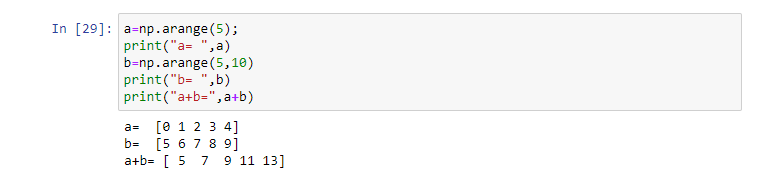 In [29]: a=np.arange(5);
print("a= ",a)
b=np.arange(5,10)
print("b= ",b)
print("a+b=",a+b)
a=  [0 1 2 3 4]
b=  [5 6 7 8 9]
a+b= [ 5  7  9 11 13]